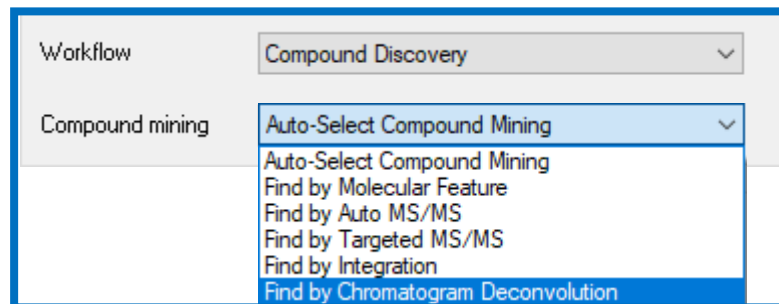 Workflow Compound Discovery
Compound mining Auto-Select Compound Mining
Auto-Select Compound Mining
Find by Molecular Feature
Find by Auto MS/MS
Find by Targeted MS/MS
Find by Integration
Find by Chromatogram Deconvolution